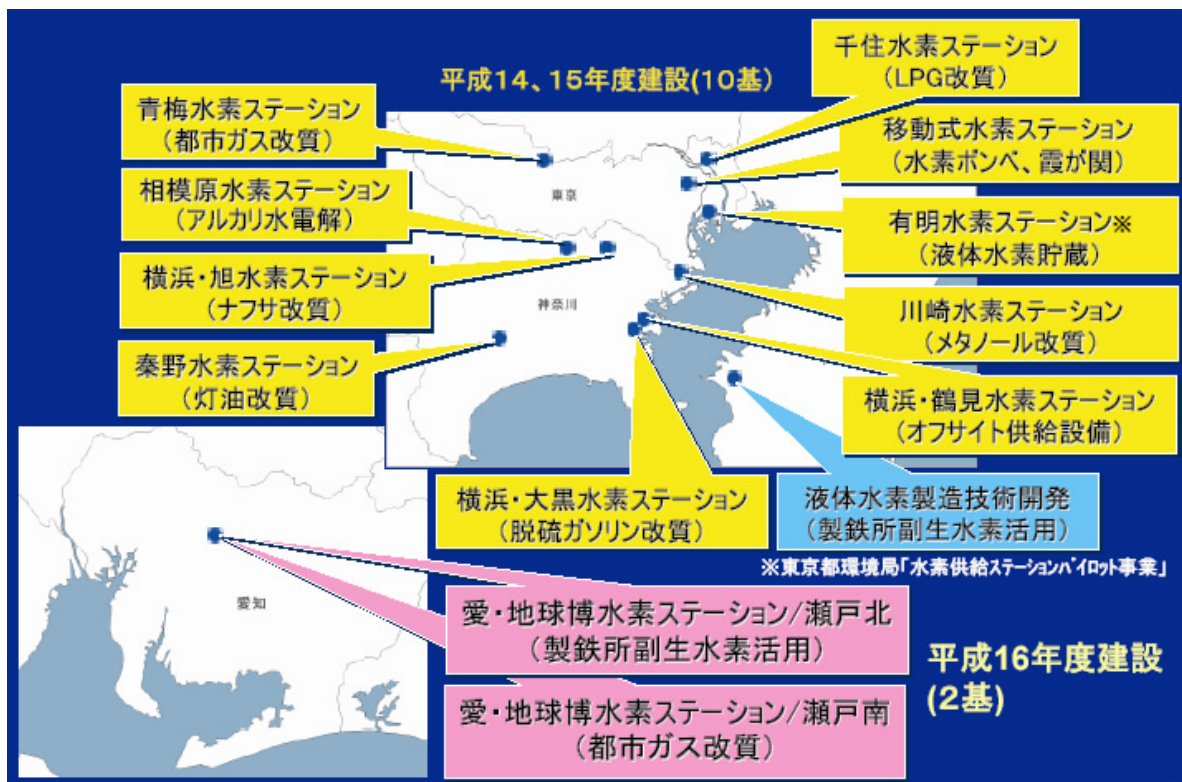 平成14、15年度建設(10基)
千住水素ステーション
(LPG改質)
青梅水素ステーション
(都市ガス改質)
移動式水素ステーション
(水素ボンベ、霞が関)
相模原水素ステーション
(アルカリ水電解)
東京
有明水素ステーション※
(液体水素貯蔵)
横浜・旭水素ステーション
(ナフサ改質)
神奈川
川崎水素ステーション
(メタノール改質)
秦野水素ステーション
(灯油改質)
横浜・鶴見水素ステーション
(オフサイト供給設備)
横浜・大黒水素ステーション
(脱硫ガソリン改質)
液体水素製造技術開発
(製鉄所副生水素活用)
※東京都環境局「水素供給ステーションパイロット事業」
愛知
愛・地球博水素ステーション/瀬戸北
(製鉄所副生水素活用)
平成16年度建設
(2基)
愛・地球博水素ステーション/瀬戸南
(都市ガス改質)